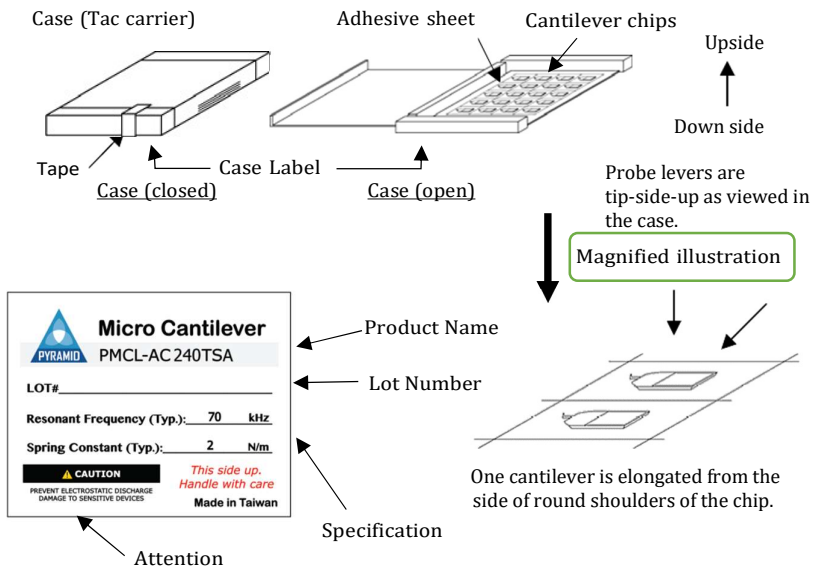 Case (Tac carrier)
Adhesive sheet
Cantilever chips
Upside
Down side
Tape
Case Label
Case (closed)
Case (open)
Probe levers are
tip-side-up as viewed in
the case.
Magnified illustration
PYRAMID
Micro Cantilever
PMCL-AC 240TSA
LOT#
Resonant Frequency (Typ.): 70 kHz
Spring Constant (Typ.): 2 N/m
CAUTION
PREVENT ELECTROSTATIC DISCHARGE
DAMAGE TO SENSITIVE DEVICES
This side up.
Handle with care
Made in Taiwan
Product Name
Lot Number
Specification
Attention
One cantilever is elongated from the
side of round shoulders of the chip.